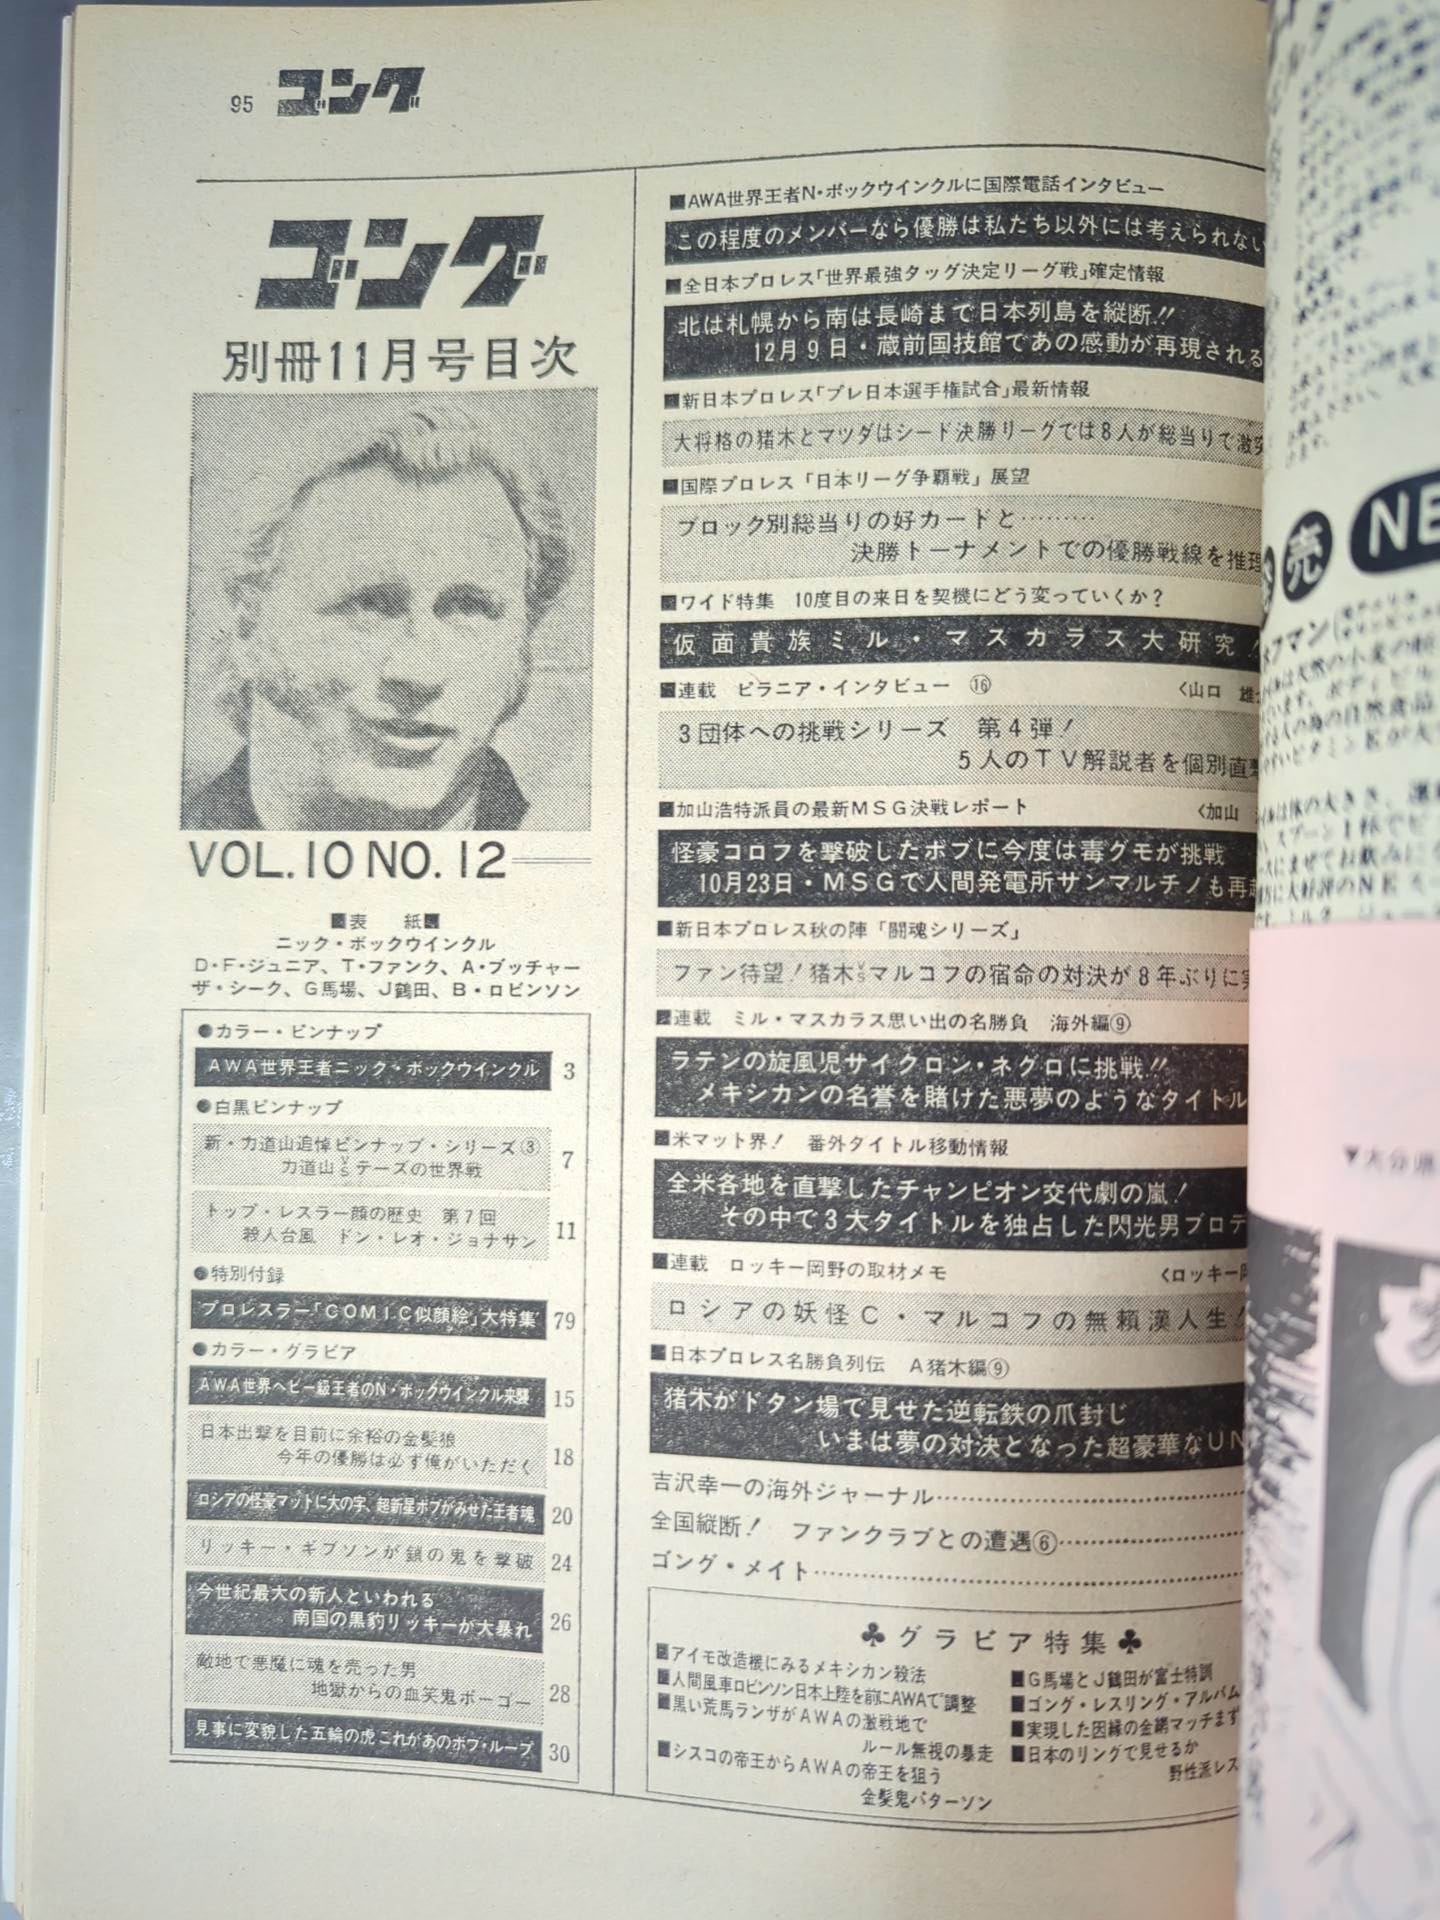 95 ゴング
ゴング
別冊11月号目次
VOL.10 NO.12
■表 紙■
ニック・ボックウインクル
D・F・ジュニア、T・ファンク、A・ブッチャー
ザ・シーク、G馬場、J鶴田、B・ロビンソン
●カラー・ピンナップ
AWA世界王者ニック・ボックウインクル 3
●白黒ピンナップ
新・力道山追悼ピンナップ・シリーズ③
力道山VSテーズの世界戦 7
トップ・レスラー顔の歴史 第7回
殺人台風 ドン・レオ・ジョナサン 11
●特別付録
プロレスラー「COMIC似顔絵」大特集 79
●カラー・グラビア
AWA世界ヘビー級王者のN・ボックウインクル来襲 15
日本出撃を目前に余裕の金髪狼
今年の優勝は必ず俺がいただく 18
ロシアの怪豪マットに大の字、超新星ボブがみせた王者魂 20
リッキー・ギブソンが鎖の鬼を撃破 24
今世紀最大の新人といわれる
南国の黒豹リッキーが大暴れ 26
敵地で悪魔に魂を売った男
地獄からの血笑鬼ボーゴー 28
見事に変貌した五輪の虎これがあのボブ・ループ 30
■AWA世界王者N・ボックウインクルに国際電話インタビュー
この程度のメンバーなら優勝は私たち以外には考えられない
■全日本プロレス「世界最強タッグ決定リーグ戦」確定情報
北は札幌から南は長崎まで日本列島を縦断!!
12月9日・蔵前国技館であの感動が再現される
■新日本プロレス「プレ日本選手権試合」最新情報
大将格の猪木とマツダはシード決勝リーグでは8人が総当りで激突
■国際プロレス「日本リーグ争覇戦」展望
ブロック別総当りの好カードと………
決勝トーナメントでの優勝戦線を推理
■ワイド特集 10度目の来日を契機にどう変っていくか?
仮面貴族ミル・マスカラス大研究!
■連載 ピラニア・インタビュー ⑯ <山口 雄
3団体への挑戦シリーズ 第4弾!
5人のTV解説者を個別直撃
■加山浩特派員の最新MSG決戦レポート <加山
怪豪コロフを撃破したボブに今度は毒グモが挑戦
10月23日・MSGで人間発電所サンマルチノも再起
■新日本プロレス秋の陣「闘魂シリーズ」
ファン待望!猪木VSマルコフの宿命の対決が8年ぶりに実
■連載 ミル・マスカラス思い出の名勝負 海外編⑨
ラテンの旋風児サイクロン・ネグロに挑戦!!
メキシカンの名誉を賭けた悪夢のようなタイトル
■米マット界! 番外タイトル移動情報
全米各地を直撃したチャンピオン交代劇の嵐!
その中で3大タイトルを独占した閃光男ブロデ
■連載 ロッキー岡野の取材メモ <ロッキー岡
ロシアの妖怪C・マルコフの無頼漢人生
■日本プロレス名勝負列伝 A猪木編⑨
猪木がドタン場で見せた逆転鉄の爪封じ
いまは夢の対決となった超豪華なUN
吉沢幸一の海外ジャーナル………
全国縦断! ファンクラブとの遭遇⑥………
ゴング・メイト………
♣グラビア特集♣
■アイモ改造機にみるメキシカン殺法
■人間風車ロビンソン日本上陸を前にAWAで調整
■黒い荒馬ランザがAWAの激戦地で
ルール無視の暴走
■シスコの帝王からAWAの帝王を狙う
金髪鬼パターソン
■G馬場とJ鶴田が富士特訓
■ゴング・レスリング・アルバム
■実現した因縁の金網マッチまず
■日本のリングで見せるか
野性派レス
売 NE
▼大分県